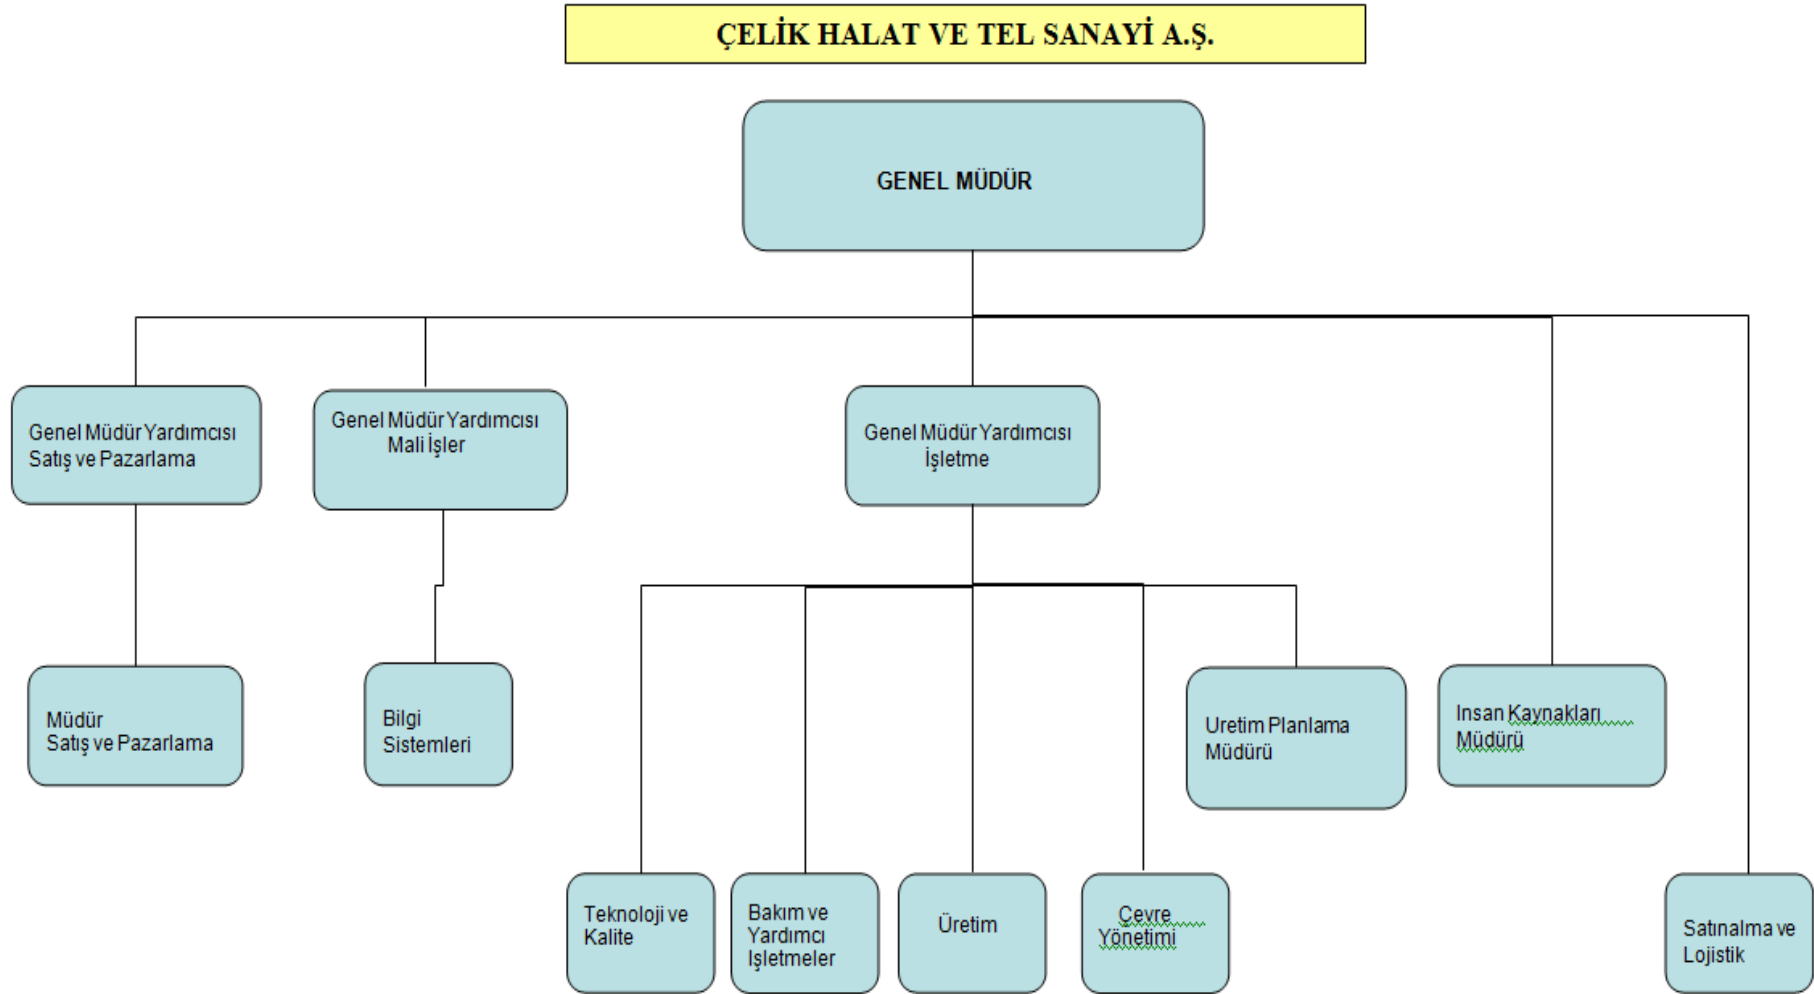 ÇELİK HALAT VE TEL SANAYİ A.Ş.
GENEL MÜDÜR
Genel Müdür Yardımcısı
Satış ve Pazarlama
Genel Müdür Yardımcısı
Mali İşler
Genel Müdür Yardımcısı
İşletme
Müdür
Satış ve Pazarlama
Bilgi
Sistemleri
Uretim Planlama
Müdürü
Insan Kaynakları
Müdürü
Teknoloji ve
Kalite
Bakım ve
Yardımcı
Işletmeler
Üretim
Çevre
Yönetimi
Satınalma ve
Lojistik